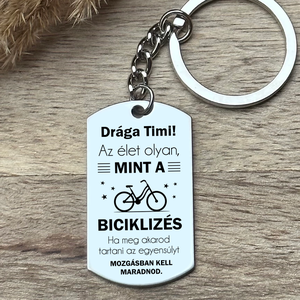 Drága Timi!
Az élet olyan,
MINT A
BICIKLIZÉS
Ha meg akarod
tartani az egyensúlyt
MOZGÁSBAN KELL
MARADNOD.